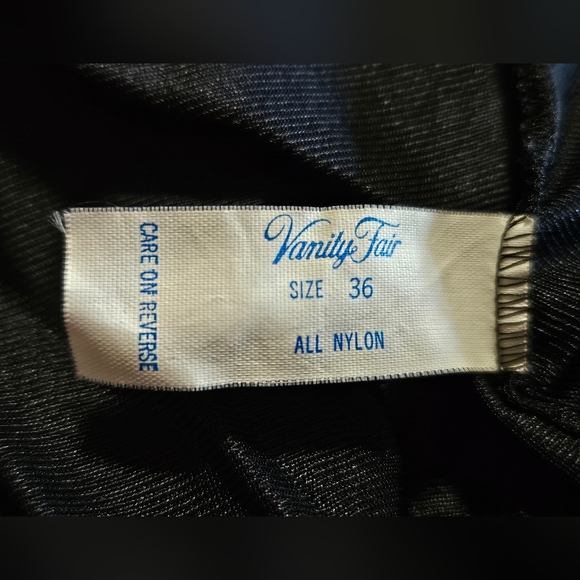 Vanity Fair
SIZE 36
ALL NYLON
CARE ON REVERSE